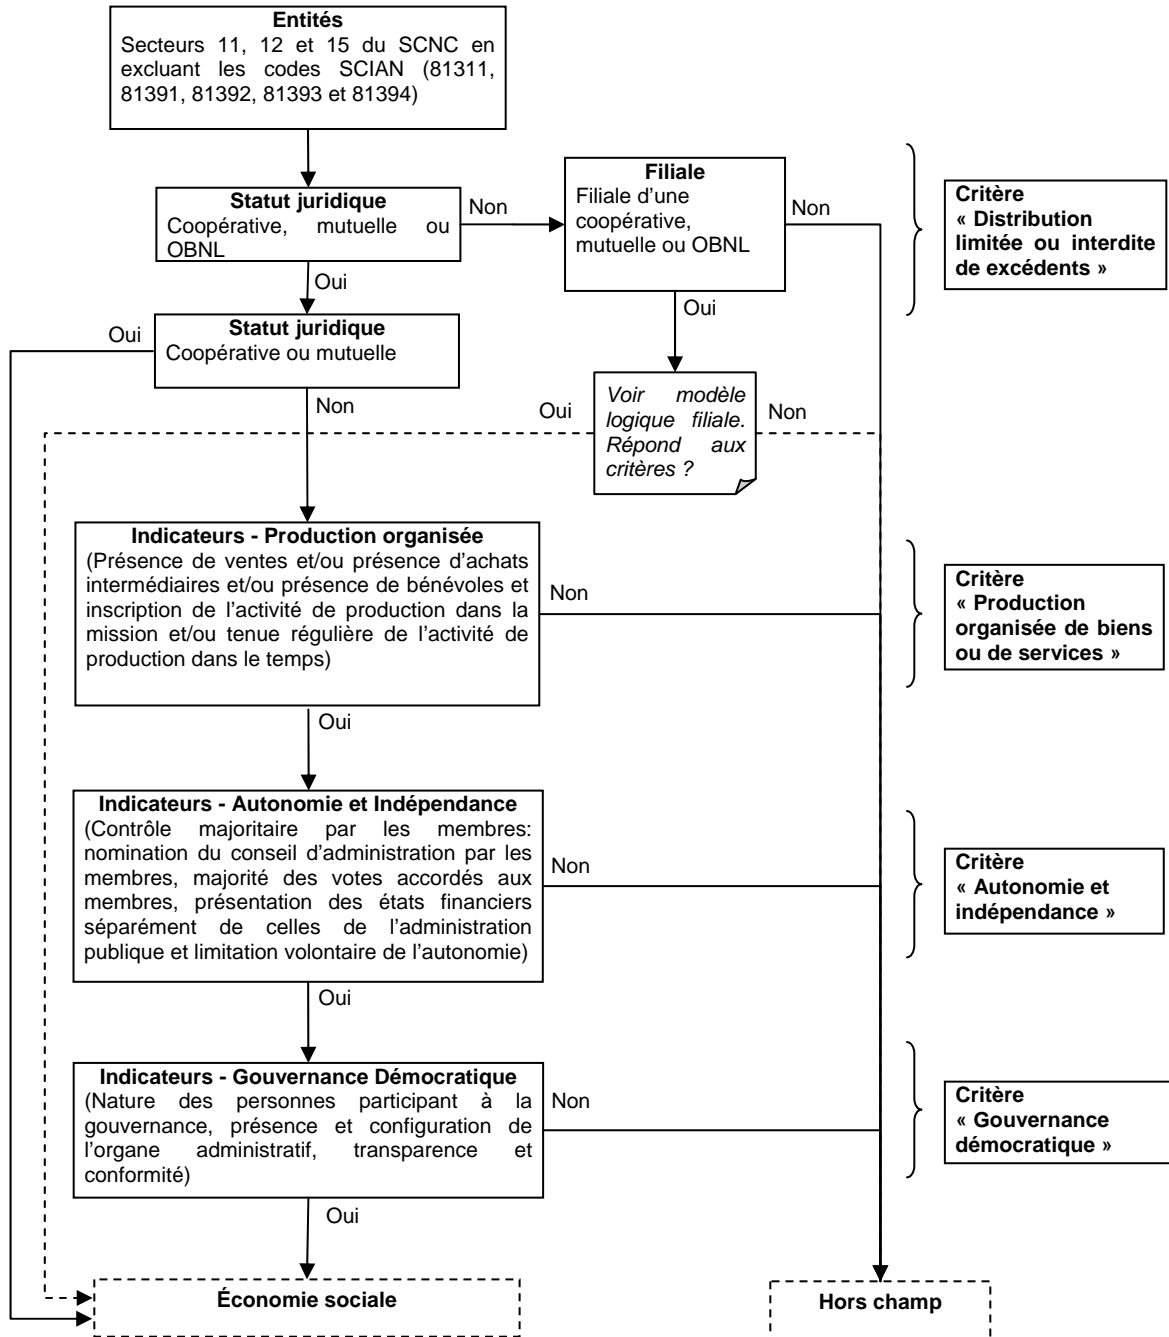 Entités
Secteurs 11, 12 et 15 du SCNC en
excluant les codes SCIAN (81311,
81391, 81392, 81393 et 81394)
Statut juridique
Coopérative, mutuelle ou
OBNL
Non
Filiale
Filiale d'une
coopérative,
mutuelle ou OBNL
Non
Critère
« Distribution
limitée ou interdite
de excédents »
Oui
Oui
Oui
Statut juridique
Coopérative ou mutuelle
Non
Oui
Voir modèle
logique filiale.
Répond aux
critères ?
Non
Indicateurs - Production organisée
(Présence de ventes et/ou présence d'achats
intermédiaires et/ou présence de bénévoles et
inscription de l'activité de production dans la
mission et/ou tenue régulière de l'activité de
production dans le temps)
Non
Critère
« Production
organisée de biens
ou de services »
Oui
Indicateurs - Autonomie et Indépendance
(Contrôle majoritaire par les membres:
nomination du conseil d'administration par les
membres, majorité des votes accordés aux
membres, présentation des états financiers
séparément de celles de l'administration
publique et limitation volontaire de l'autonomie)
Non
Critère
« Autonomie et
indépendance »
Oui
Indicateurs - Gouvernance Démocratique
(Nature des personnes participant à la
gouvernance, présence et configuration de
l'organe administratif, transparence et
conformité)
Non
Critère
« Gouvernance
démocratique »
Oui
Économie sociale
Hors champ